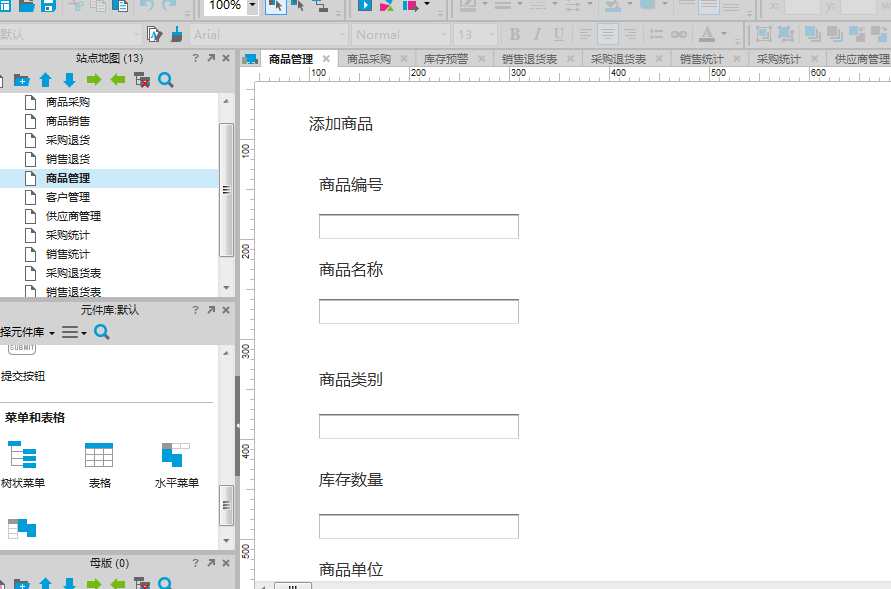 100%
默认
Arial
Normal
13
B I U
x:
y:
站点地图 (13)
商品管理
商品采购
库存预警
销售退货表
采购退货表
销售统计
采购统计
供应商管理
100 200 300 400 500 600
商品采购
商品销售
采购退货
销售退货
商品管理
客户管理
供应商管理
采购统计
销售统计
采购退货表
销售退货表
元件库:默认
择元件库
SUBMIT
提交按钮
菜单和表格
树状菜单
表格
水平菜单
母版 (0)
100
200
300
400
500
添加商品
商品编号
商品名称
商品类别
库存数量
商品单位